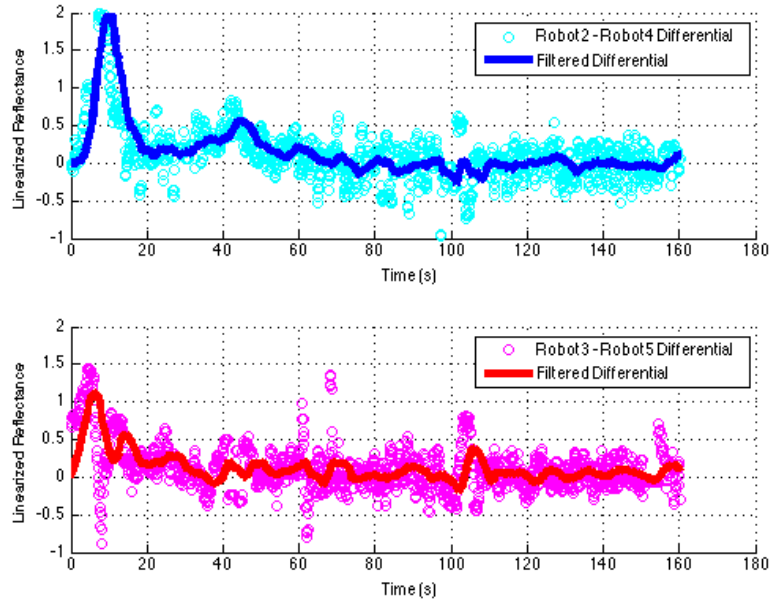 2
1.5
1
0.5
0
-0.5
-1
Linearized Reflectance
Robot2 -Robot4 Differential
Filtered Differential
0 20 40 60 80 100 120 140 160 180
Time (s)
2
1.5
1
0.5
0
-0.5
-1
Linearized Reflectance
Robot3 -Robot5 Differential
Filtered Differential
0 20 40 60 80 100 120 140 160 180
Time (s)